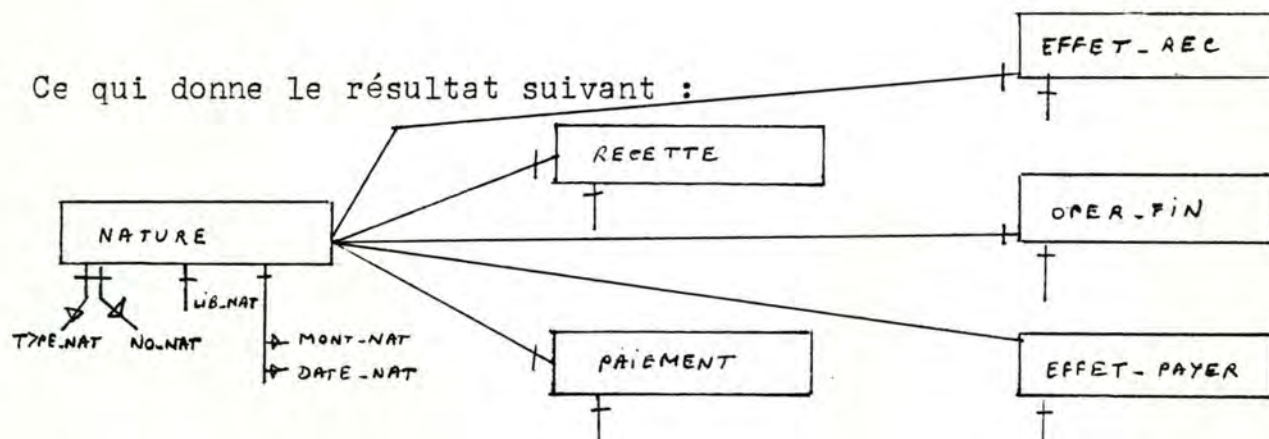 EFFET_REC
Ce qui donne le résultat suivant :
RECETTE
NATURE
OPER_FIN
LIB_NAT
TYPE_NAT NO_NAT
MONT_NAT
DATE_NAT
PAIEMENT
EFFET_PAYER